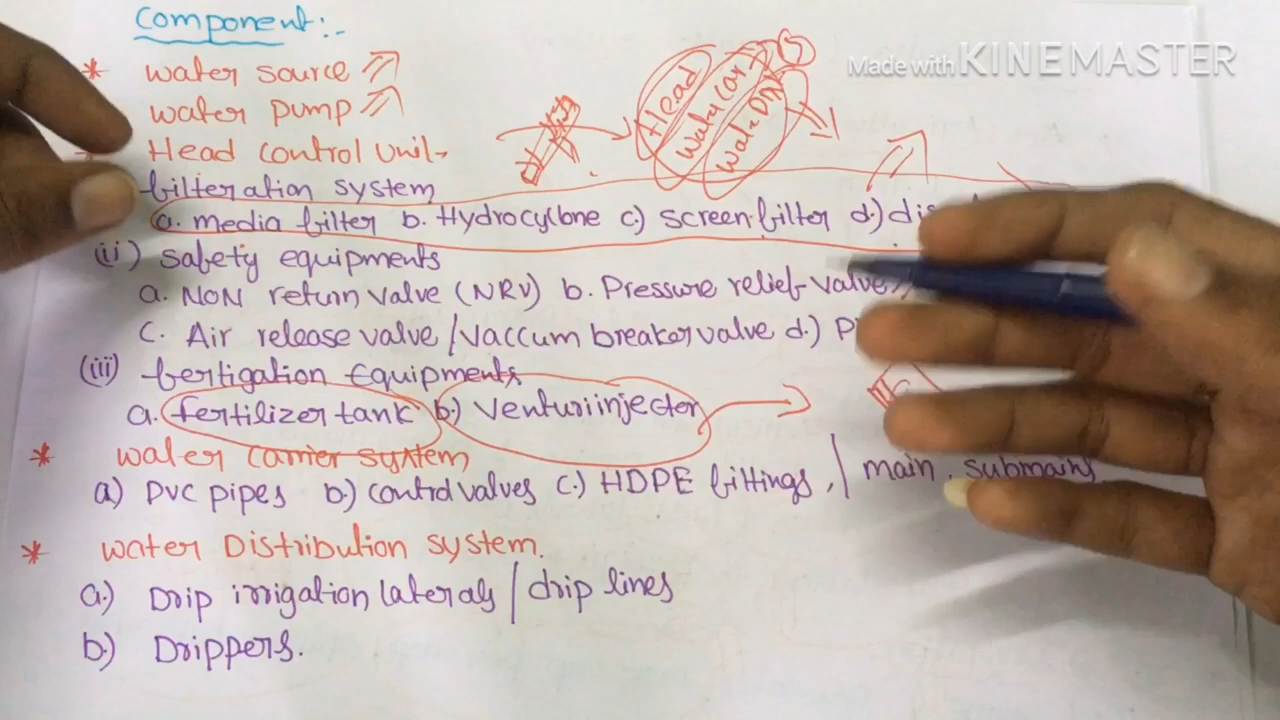 Component:-
Made with KINEMASTER
* water source
water pump
Head control Unit
Head
water car
filteration system
a. media filter b. Hydrocyclone c.) screen filter d.)
(ii) safety equipments
a. NON return valve (NRV) b. Pressure relief valve
c. Air release valve / vaccum breaker valve d.)
(iii) fertigation Equipments
a. fertilizer tank b.) venturi injector
* water carrier system
a) PVC pipes b.) control valves c.) HDPE fittings, / main, submains
* water Distribution system.
a.) Drip irrigation laterals / drip lines
b.) Drippers.